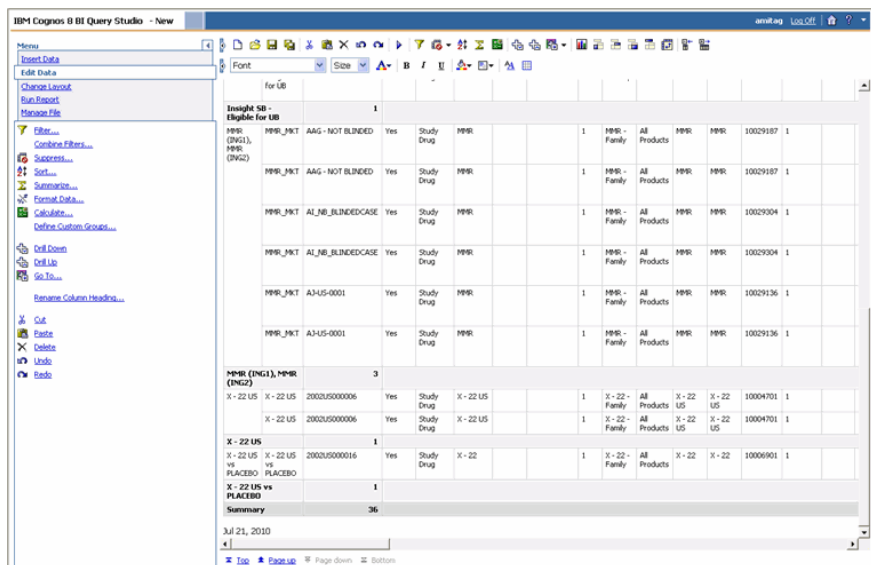 IBM Cognos 8 BI Query Studio - New
amitag Log Off ?
Menu
Insert Data
Edit Data
Change Layout
Run Report
Manage File
Filter...
Combine Filters...
Suppress...
Sort...
Summarize...
Format Data...
Calculate...
Define Custom Groups...
Drill Down
Drill Up
Go To...
Rename Column Heading...
Cut
Paste
Delete
Undo
Redo
Font Size A B I U
for UB
Insight SB - 1
Eligible for UB
MMR MMR_MKT AAG - NOT BLINDED Yes Study MMR 1 MMR - All MMR MMR 10029187 1
(ING1), Drug Family Products
MMR
(ING2)
MMR_MKT AAG - NOT BLINDED Yes Study MMR 1 MMR - All MMR MMR 10029187 1
Drug Family Products
MMR_MKT AI_NB_BLINDEDCASE Yes Study MMR 1 MMR - All MMR MMR 10029304 1
Drug Family Products
MMR_MKT AI_NB_BLINDEDCASE Yes Study MMR 1 MMR - All MMR MMR 10029304 1
Drug Family Products
MMR_MKT AJ-US-0001 Yes Study MMR 1 MMR - All MMR MMR 10029136 1
Drug Family Products
MMR_MKT AJ-US-0001 Yes Study MMR 1 MMR - All MMR MMR 10029136 1
Drug Family Products
MMR (ING1), MMR 3
(ING2)
X - 22 US X - 22 US 2002US000006 Yes Study X - 22 US 1 X - 22 - All X - 22 X - 22 10004701 1
Drug Family Products US US
X - 22 US 2002US000006 Yes Study X - 22 US 1 X - 22 - All X - 22 X - 22 10004701 1
Drug Family Products US US
X - 22 US 1
X - 22 US X - 22 US 2002US000016 Yes Study X - 22 1 X - 22 - All X - 22 X - 22 10006901 1
vs vs Drug Family Products
PLACEBO PLACEBO
X - 22 US vs 1
PLACEBO
Summary 36
Jul 21, 2010
Top Page up Page down Bottom